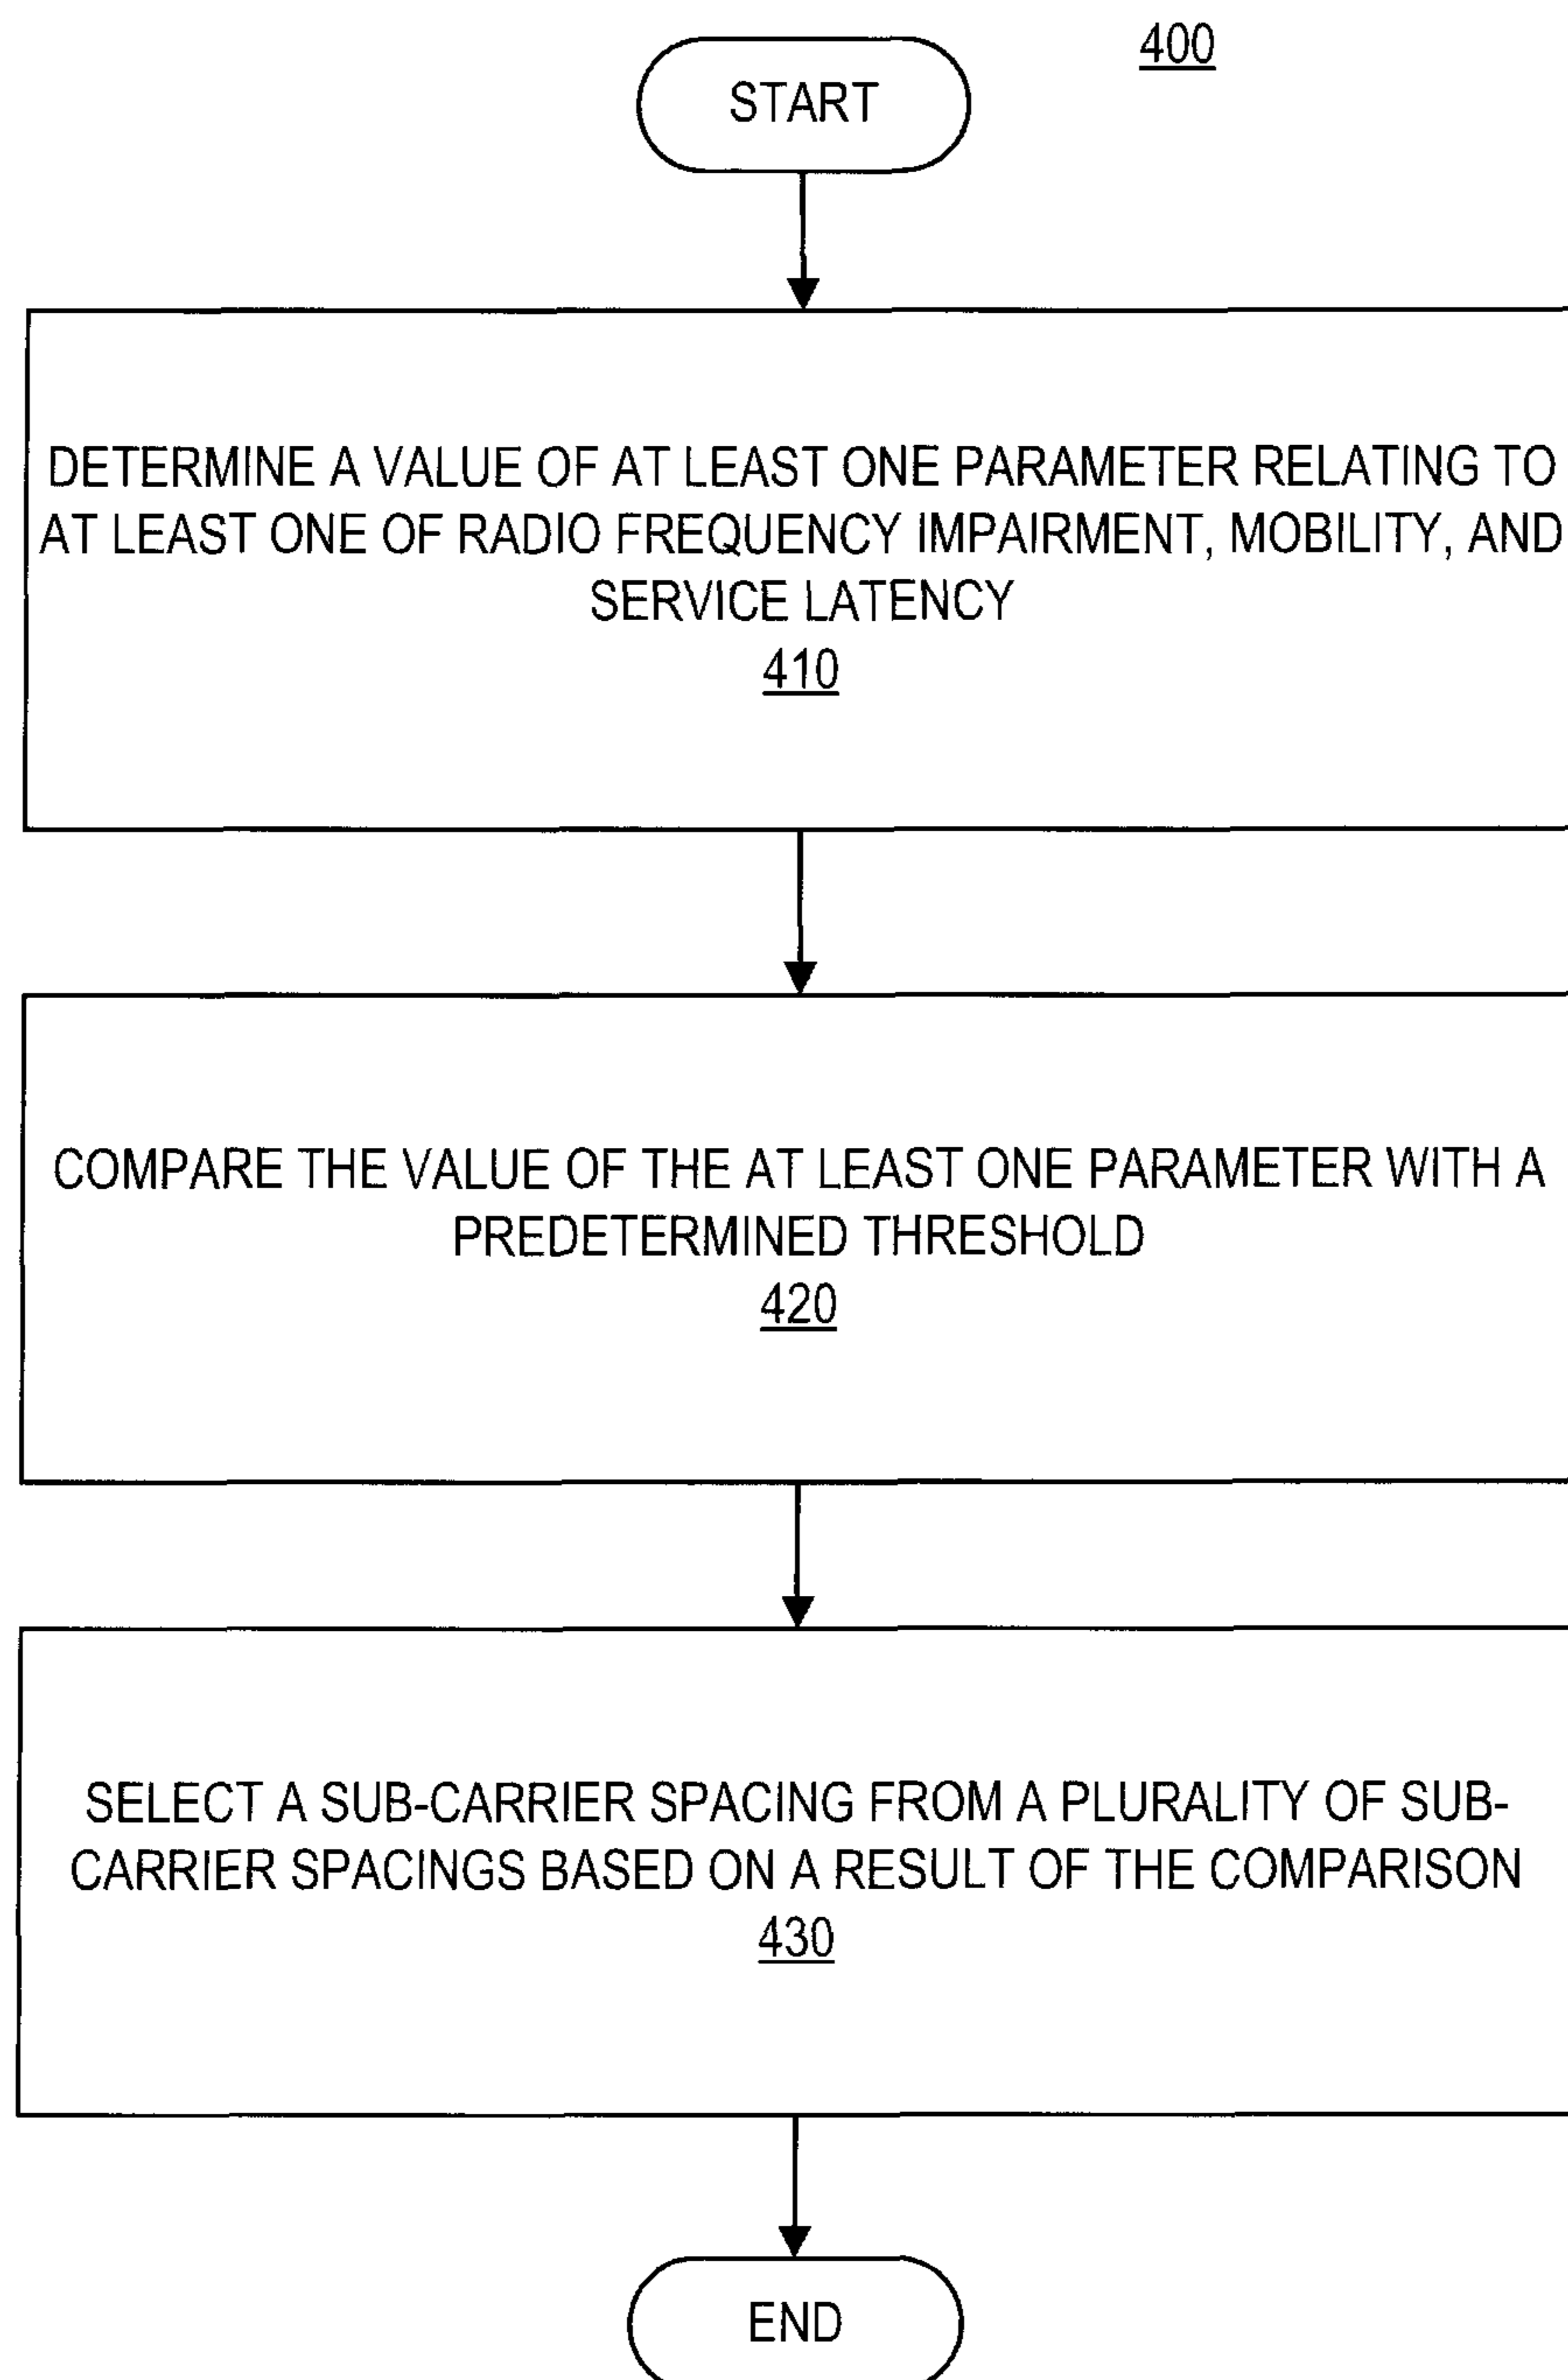 400
START
DETERMINE A VALUE OF AT LEAST ONE PARAMETER RELATING TO
AT LEAST ONE OF RADIO FREQUENCY IMPAIRMENT, MOBILITY, AND
SERVICE LATENCY
410
COMPARE THE VALUE OF THE AT LEAST ONE PARAMETER WITH A
PREDETERMINED THRESHOLD
420
SELECT A SUB-CARRIER SPACING FROM A PLURALITY OF SUB-
CARRIER SPACINGS BASED ON A RESULT OF THE COMPARISON
430
END